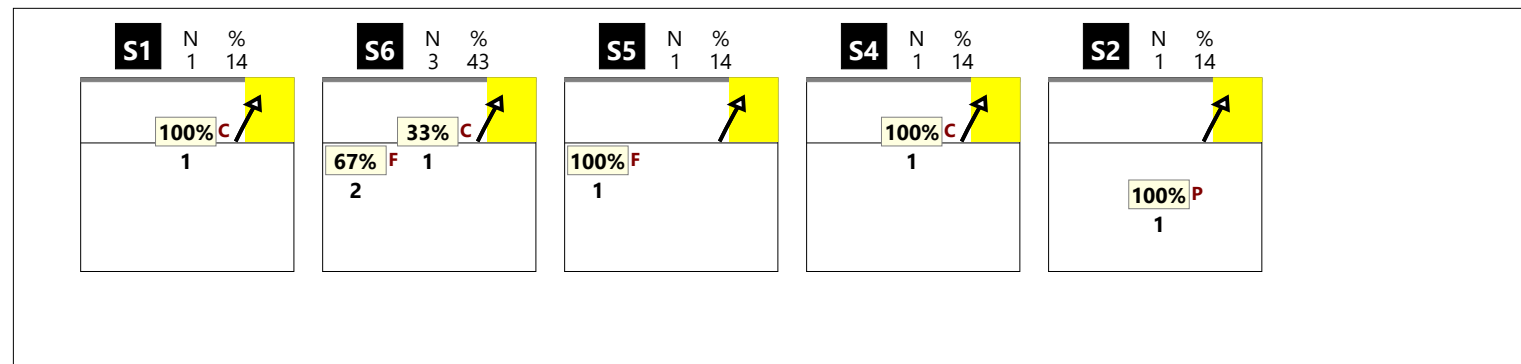 S1 N %
1 14
100% C
1
S6 N %
3 43
33% C
1
67% F
2
S5 N %
1 14
100% F
1
S4 N %
1 14
100% C
1
S2 N %
1 14
100% P
1